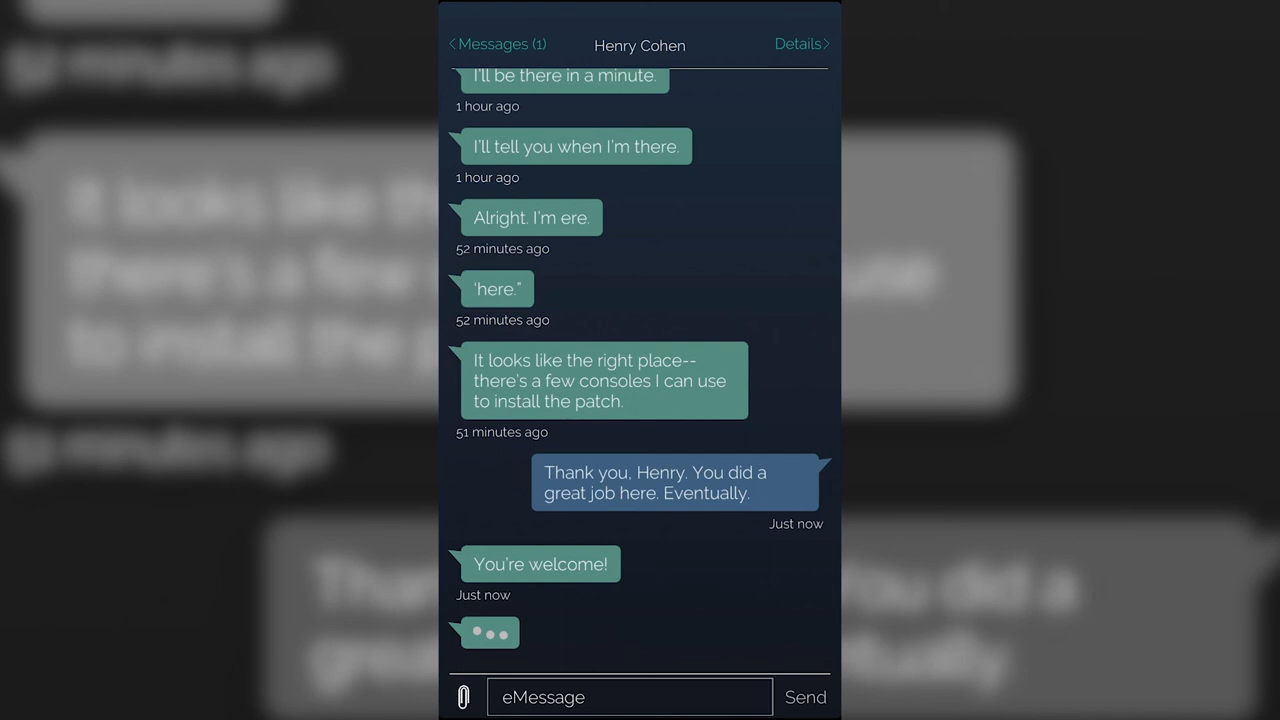 Messages (1)
Henry Cohen
Details
I'll be there in a minute.
1 hour ago
I'll tell you when I'm there.
1 hour ago
Alright. I'm ere.
52 minutes ago
'here.”
52 minutes ago
It looks like the right place--
there's a few consoles I can use
to install the patch.
51 minutes ago
Thank you, Henry. You did a
great job here. Eventually.
Just now
You're welcome!
Just now
eMessage
Send